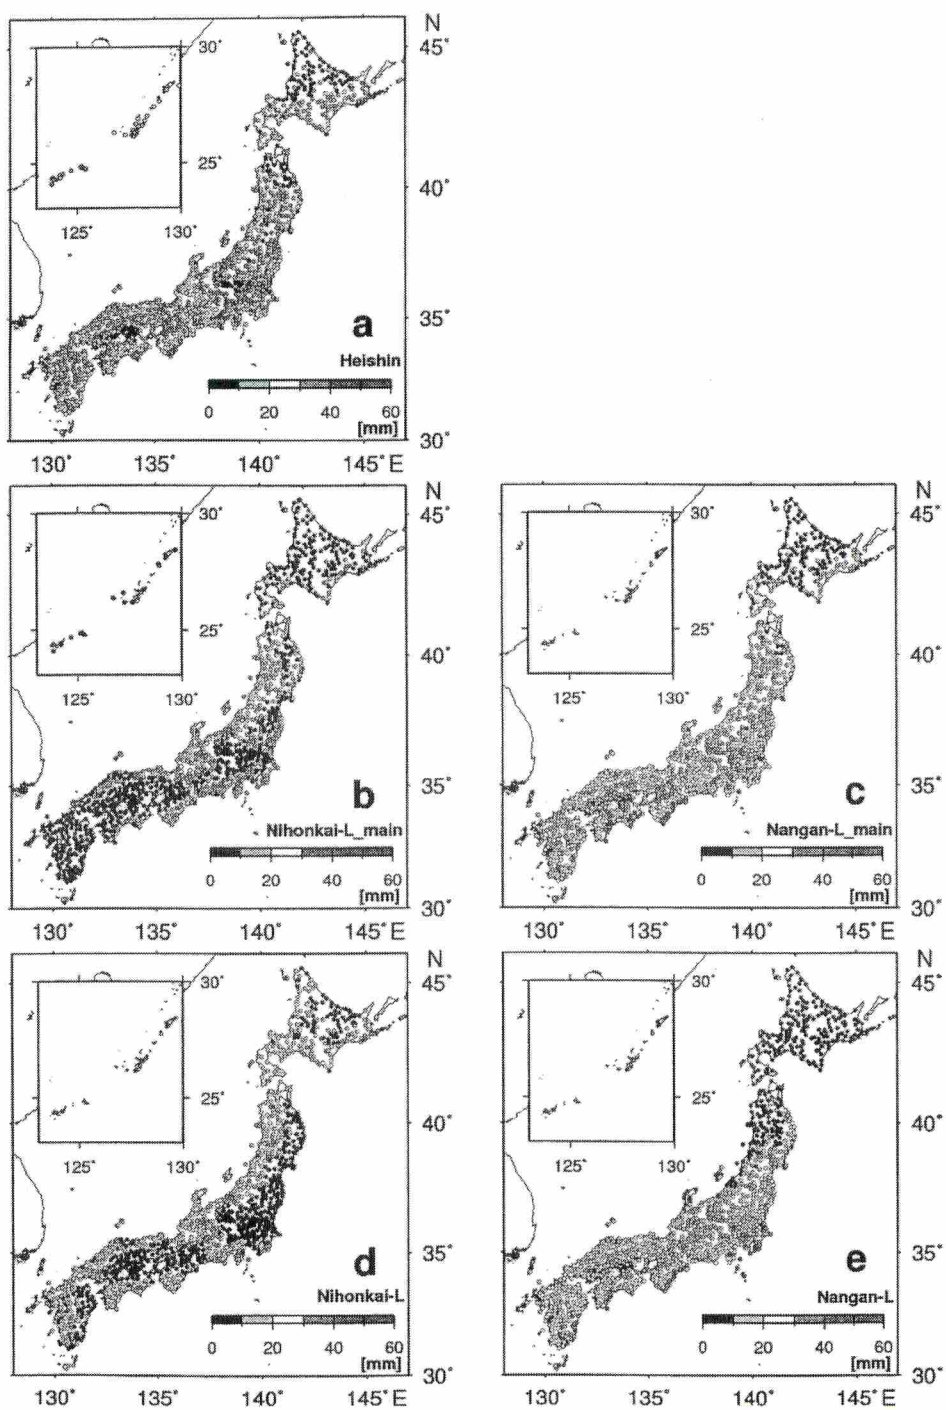 N
45°
30°
25°
125° 130°
40°
35°
a
Heishin
0 20 40 60
[mm]
30°
130° 135° 140° 145° E
N N
45° 45°
30° 30°
25° 25°
125° 130° 125° 130°
40° 40°
35° 35°
b c
Nihonkai-L_main Nangan-L_main
0 20 40 60 0 20 40 60
[mm] [mm]
30° 30°
130° 135° 140° 145° E 130° 135° 140° 145° E
N N
45° 45°
30° 30°
25° 25°
125° 130° 125° 130°
40° 40°
35° 35°
d e
Nihonkai-L Nangan-L
0 20 40 60 0 20 40 60
[mm] [mm]
30° 30°
130° 135° 140° 145° E 130° 135° 140° 145° E